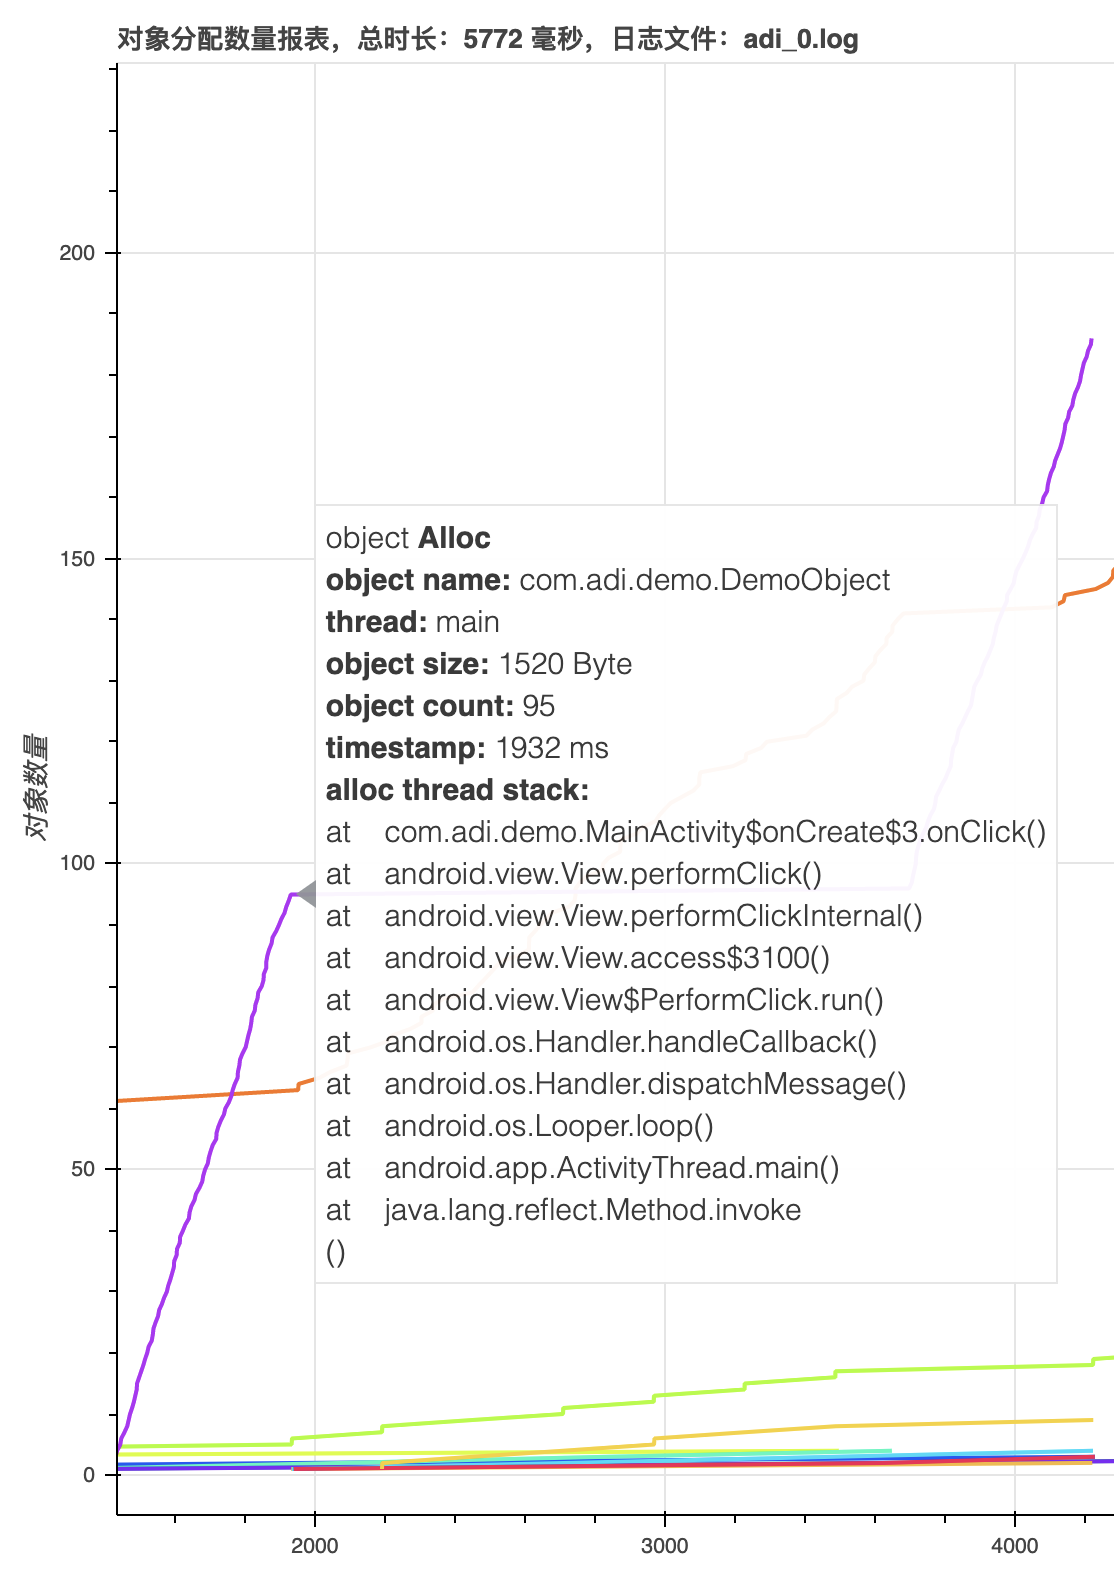 对象分配数量报表，总时长：5772 毫秒，日志文件：adi_0.log
200
150
object Alloc
object name: com.adi.demo.DemoObject
thread: main
object size: 1520 Byte
object count: 95
timestamp: 1932 ms
alloc thread stack:
at com.adi.demo.MainActivity$onCreate$3.onClick()
at android.view.View.performClick()
at android.view.View.performClickInternal()
at android.view.View.access$3100()
at android.view.View$PerformClick.run()
at android.os.Handler.handleCallback()
at android.os.Handler.dispatchMessage()
at android.os.Looper.loop()
at android.app.ActivityThread.main()
at java.lang.reflect.Method.invoke
()
对象数量
100
50
0
2000
3000
4000